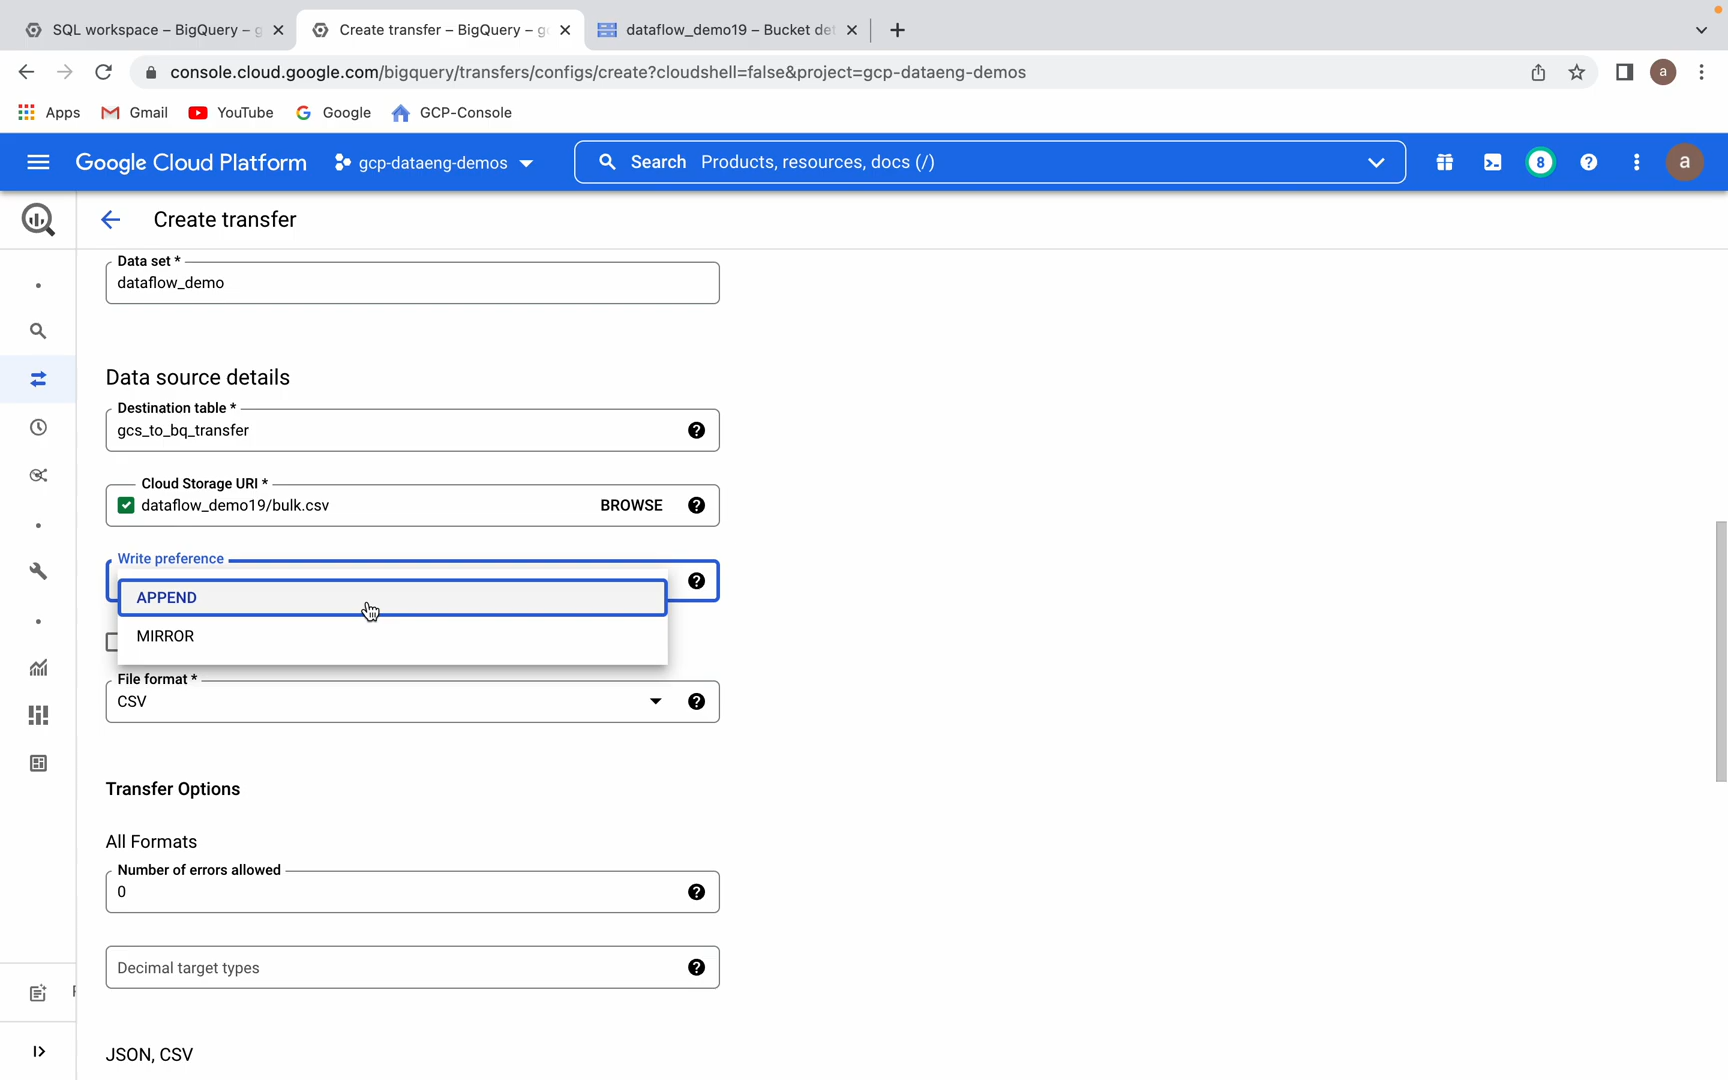 SQL workspace – BigQuery – g
Create transfer – BigQuery – g
dataflow_demo19 – Bucket det
console.cloud.google.com/bigquery/transfers/configs/create?cloudshell=false&project=gcp-dataeng-demos
a
Apps
Gmail
YouTube
Google
GCP-Console
Google Cloud Platform
gcp-dataeng-demos
Search Products, resources, docs (/)
8
a
Create transfer
Data set *
dataflow_demo
Data source details
Destination table *
gcs_to_bq_transfer
Cloud Storage URI *
dataflow_demo19/bulk.csv
BROWSE
Write preference
APPEND
MIRROR
File format *
CSV
Transfer Options
All Formats
Number of errors allowed
0
Decimal target types
JSON, CSV